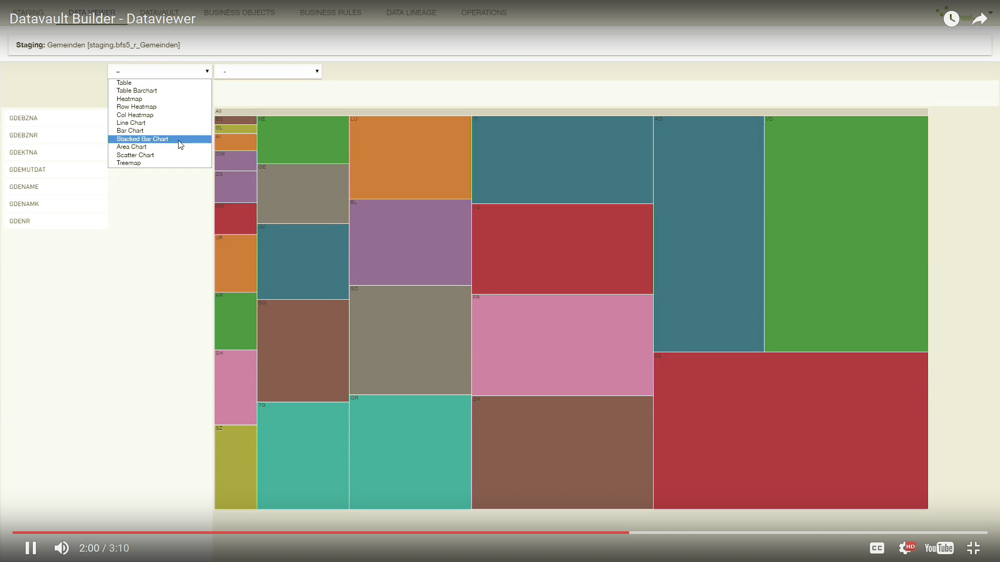 STAGING
DATA VIEWER
DATAVAULT
BUSINESS OBJECTS
BUSINESS RULES
DATA LINEAGE
OPERATIONS
Datavault Builder - Dataviewer
Staging: Gemeinden [staging.bfs5_r_Gemeinden]
–
-
Table
Table Barchart
Heatmap
Row Heatmap
Col Heatmap
Line Chart
Bar Chart
Stacked Bar Chart
Area Chart
Scatter Chart
Treemap
GDEBZNA
GDEBZNR
GDEKTNA
GDEMUTDAT
GDENAME
GDENAMK
GDENR
All
BS
GL
AI
OW
ZG
NW
UR
AR
SH
SZ
NE
GE
JU
SG
TG
LU
BL
SO
GR
TI
VS
FR
ZH
AG
VD
BE
2:00 / 3:10
CC
HD
YouTube